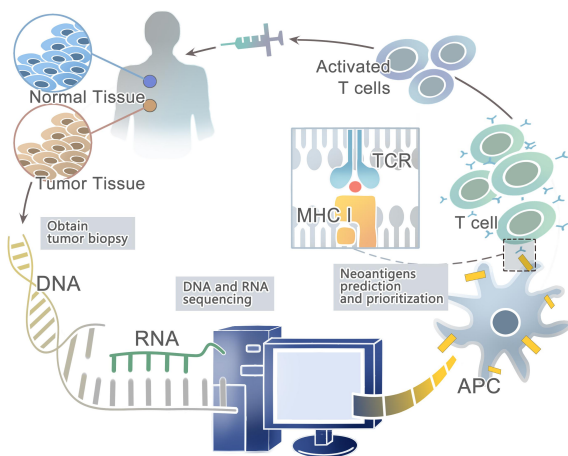 Normal Tissue
Tumor Tissue
Activated
T cells
TCR
MHC I
T cell
Obtain
tumor biopsy
DNA
DNA and RNA
sequencing
Neoantigens
prediction
and prioritization
RNA
APC